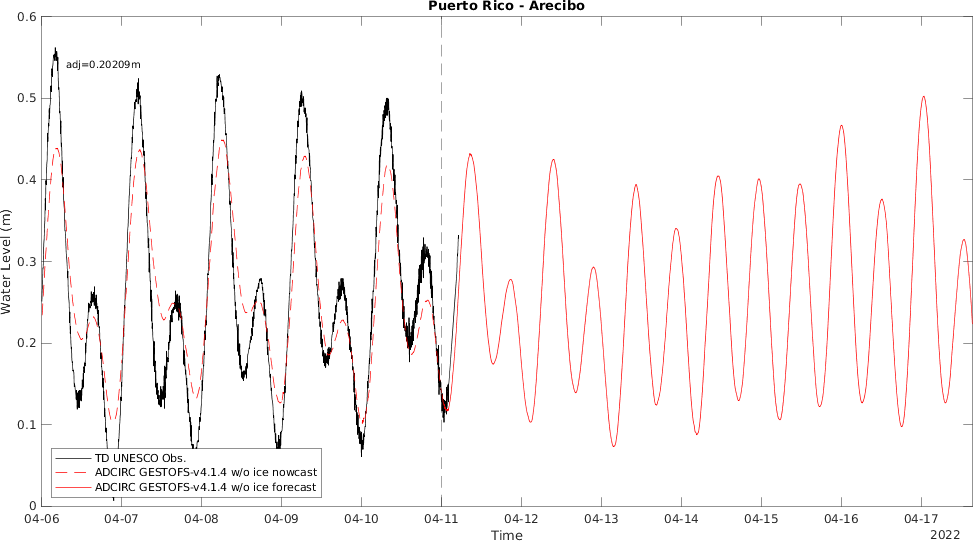 Puerto Rico - Arecibo
0.6
adj=0.20209m
0.5
0.4
0.3
0.2
0.1
0
Water Level (m)
TD UNESCO Obs.
ADCIRC GESTOFS-v4.1.4 w/o ice nowcast
ADCIRC GESTOFS-v4.1.4 w/o ice forecast
04-06 04-07 04-08 04-09 04-10 04-11 04-12 04-13 04-14 04-15 04-16 04-17
Time
2022